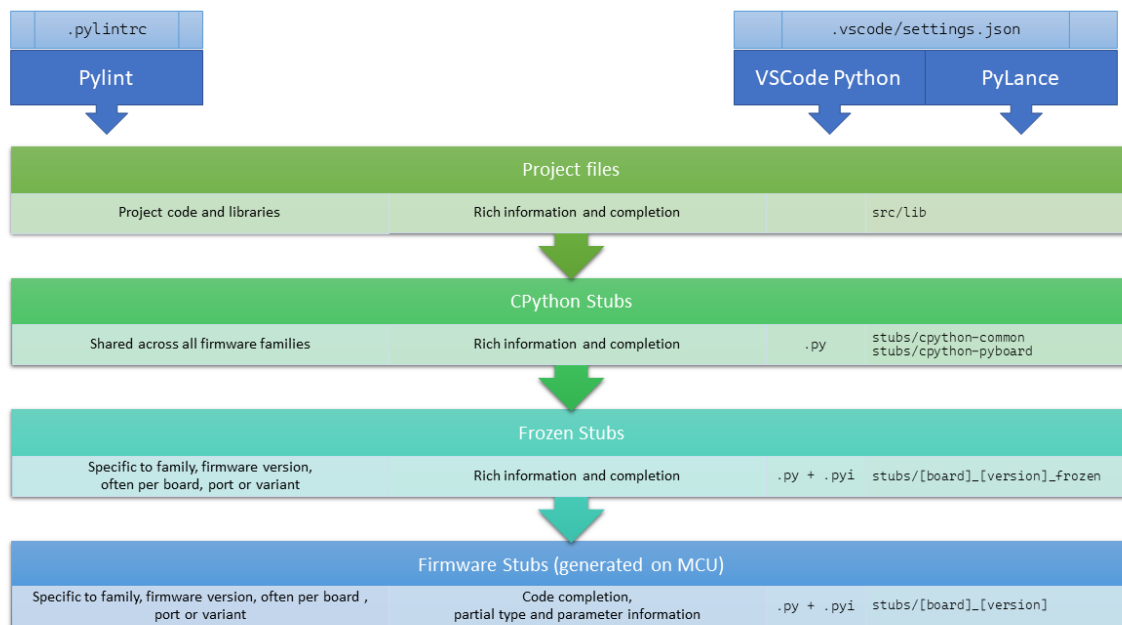 .pylintrc
.vscode/settings.json
Pylint
VSCode Python
PyLance
Project files
Project code and libraries
Rich information and completion
src/lib
CPython Stubs
Shared across all firmware families
Rich information and completion
.py
stubs/cpython-common
stubs/cpython-pyboard
Frozen Stubs
Specific to family, firmware version,
often per board, port or variant
Rich information and completion
.py + .pyi
stubs/[board]_[version]_frozen
Firmware Stubs (generated on MCU)
Specific to family, firmware version, often per board ,
port or variant
Code completion,
partial type and parameter information
.py + .pyi
stubs/[board]_[version]